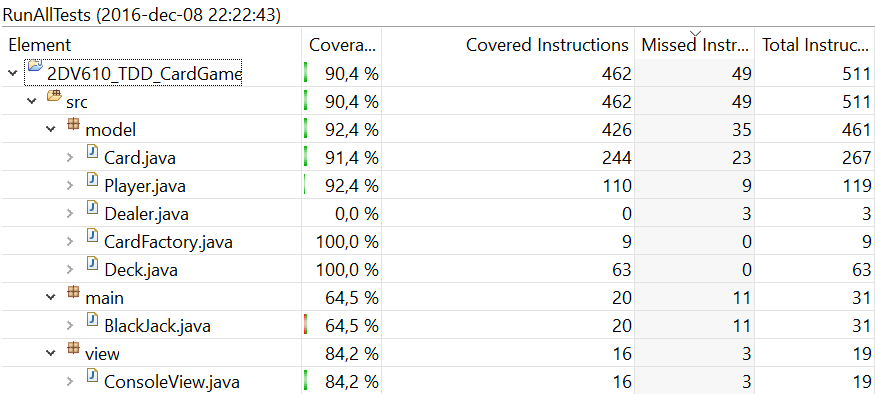 RunAllTests (2016-dec-08 22:22:43)
Element Covera... Covered Instructions Missed Instr... Total Instruc...
2DV610_TDD_CardGame 90,4 % 462 49 511
src 90,4 % 462 49 511
model 92,4 % 426 35 461
Card.java 91,4 % 244 23 267
Player.java 92,4 % 110 9 119
Dealer.java 0,0 % 0 3 3
CardFactory.java 100,0 % 9 0 9
Deck.java 100,0 % 63 0 63
main 64,5 % 20 11 31
BlackJack.java 64,5 % 20 11 31
view 84,2 % 16 3 19
ConsoleView.java 84,2 % 16 3 19